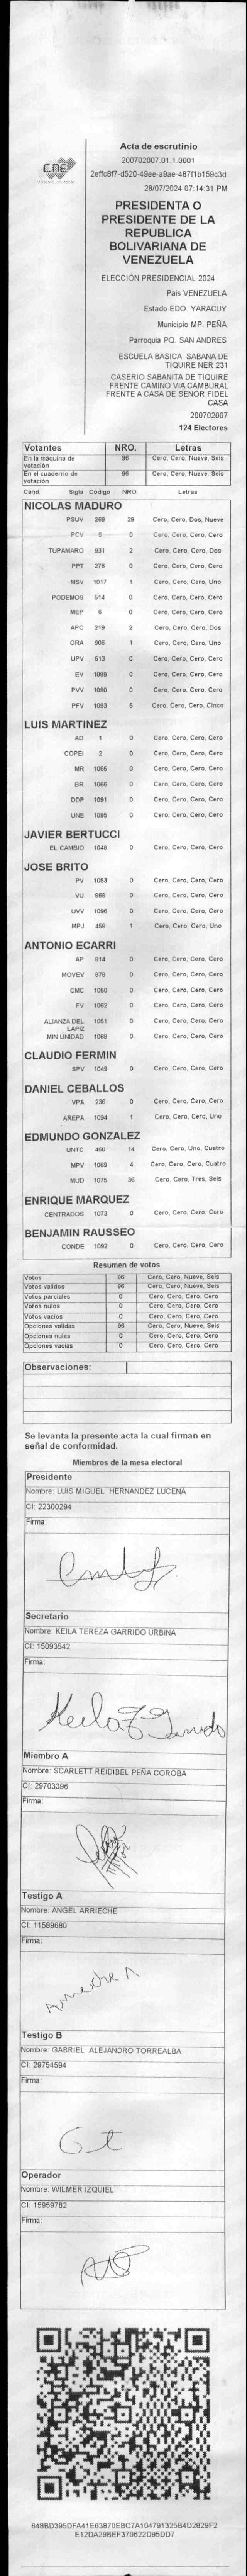 CNE
Acta de escrutinio
200702007.01.1.0001
2effc8f7-d520-49ee-a9ae-487f1b159c3d
28/07/2024 07:14:31 PM
PRESIDENTA O
PRESIDENTE DE LA
REPUBLICA
BOLIVARIANA DE
VENEZUELA
ELECCIÓN PRESIDENCIAL 2024
Pais VENEZUELA
Estado EDO. YARACUY
Municipio MP. PEÑA
Parroquia PQ. SAN ANDRES
ESCUELA BASICA SABANA DE
TIQUIRE NER 231
CASERIO SABANITA DE TIQUIRE
FRENTE CAMINO VIA CAMBURAL
FRENTE A CASA DE SENOR FIDEL
CASA
200702007
124 Electores
Votantes NRO. Letras
En la máquina de votación 96 Cero, Cero, Nueve, Seis
En el cuaderno de votación 96 Cero, Cero, Nueve, Seis
Cand Sigla Código NRO. Letras
NICOLAS MADURO
PSUV 269 29 Cero, Cero, Dos, Nueve
PCV 5 0 Cero, Cero, Cero, Cero
TUPAMARO 931 2 Cero, Cero, Cero, Dos
PPT 276 0 Cero, Cero, Cero, Cero
MSV 1017 1 Cero, Cero, Cero, Uno
PODEMOS 514 0 Cero, Cero, Cero, Cero
MEP 6 0 Cero, Cero, Cero, Cero
APC 219 2 Cero, Cero, Cero, Dos
ORA 906 1 Cero, Cero, Cero, Uno
UPV 513 0 Cero, Cero, Cero, Cero
EV 1089 0 Cero, Cero, Cero, Cero
PVV 1090 0 Cero, Cero, Cero, Cero
PFV 1093 5 Cero, Cero, Cero, Cinco
LUIS MARTINEZ
AD 1 0 Cero, Cero, Cero, Cero
COPEI 2 0 Cero, Cero, Cero, Cero
MR 1055 0 Cero, Cero, Cero, Cero
BR 1066 0 Cero, Cero, Cero, Cero
DDP 1091 0 Cero, Cero, Cero, Cero
UNE 1095 0 Cero, Cero, Cero, Cero
JAVIER BERTUCCI
EL CAMBIO 1048 0 Cero, Cero, Cero, Cero
JOSE BRITO
PV 1053 0 Cero, Cero, Cero, Cero
VU 968 0 Cero, Cero, Cero, Cero
UVV 1096 0 Cero, Cero, Cero, Cero
MPJ 459 1 Cero, Cero, Cero, Uno
ANTONIO ECARRI
AP 814 0 Cero, Cero, Cero, Cero
MOVEV 979 0 Cero, Cero, Cero, Cero
CMC 1050 0 Cero, Cero, Cero, Cero
FV 1062 0 Cero, Cero, Cero, Cero
ALIANZA DEL LAPIZ 1051 0 Cero, Cero, Cero, Cero
MIN UNIDAD 1088 0 Cero, Cero, Cero, Cero
CLAUDIO FERMIN
SPV 1049 0 Cero, Cero, Cero, Cero
DANIEL CEBALLOS
VPA 236 0 Cero, Cero, Cero, Cero
AREPA 1094 1 Cero, Cero, Cero, Uno
EDMUNDO GONZALEZ
UNTC 460 14 Cero, Cero, Uno, Cuatro
MPV 1069 4 Cero, Cero, Cero, Cuatro
MUD 1075 36 Cero, Cero, Tres, Seis
ENRIQUE MARQUEZ
CENTRADOS 1073 0 Cero, Cero, Cero, Cero
BENJAMIN RAUSSEO
CONDE 1092 0 Cero, Cero, Cero, Cero
Resumen de votos
Votos 96 Cero, Cero, Nueve, Seis
Votos validos 96 Cero, Cero, Nueve, Seis
Votos parciales 0 Cero, Cero, Cero, Cero
Votos nulos 0 Cero, Cero, Cero, Cero
Votos vacios 0 Cero, Cero, Cero, Cero
Opciones validas 96 Cero, Cero, Nueve, Seis
Opciones nulas 0 Cero, Cero, Cero, Cero
Opciones vacias 0 Cero, Cero, Cero, Cero
Observaciones:
Se levanta la presente acta la cual firman en
señal de conformidad.
Miembros de la mesa electoral
Presidente
Nombre: LUIS MIGUEL HERNANDEZ LUCENA
CI: 22300294
Firma:
Secretario
Nombre: KEILA TEREZA GARRIDO URBINA
CI: 15093542
Firma:
Keila T Garrido
Miembro A
Nombre: SCARLETT REIDIBEL PEÑA COROBA
CI: 29703396
Firma:
Testigo A
Nombre: ANGEL ARRIECHE
CI: 11589680
Firma:
Arrieche A
Testigo B
Nombre: GABRIEL ALEJANDRO TORREALBA
CI: 29754594
Firma:
Gt
Operador
Nombre: WILMER IZQUIEL
CI: 15959782
Firma:
648BD395DFA41E63870EBC7A104791325B4D2829F2
E12DA29BEF370622D95DD7